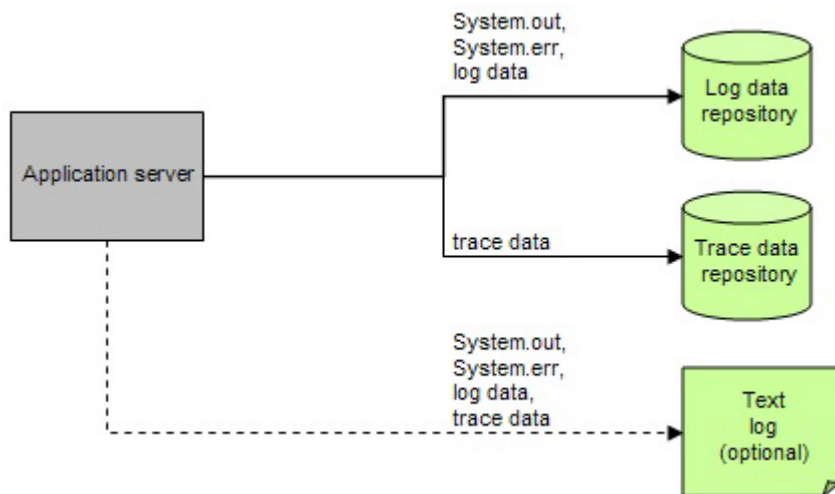 System.out,
System.err,
log data
Log data
repository
Application server
trace data
Trace data
repository
System.out,
System.err,
log data,
trace data
Text
log
(optional)